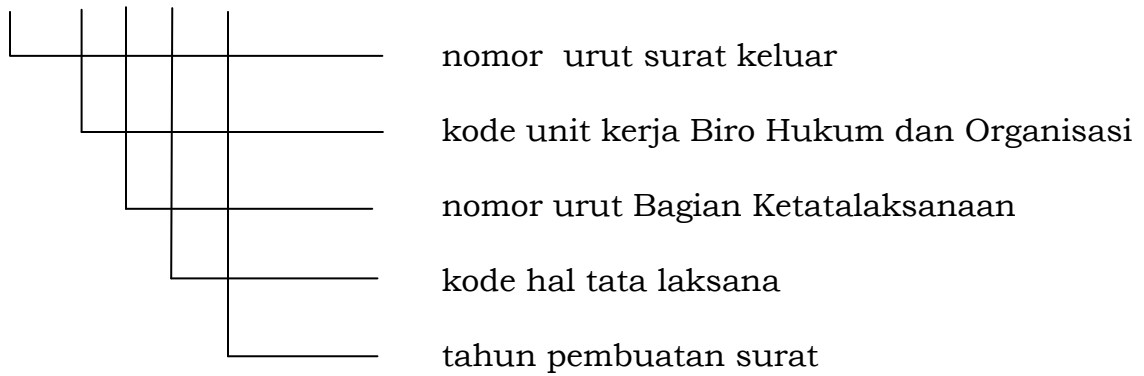 nomor urut surat keluar
kode unit kerja Biro Hukum dan Organisasi
nomor urut Bagian Ketatalaksanaan
kode hal tata laksana
tahun pembuatan surat